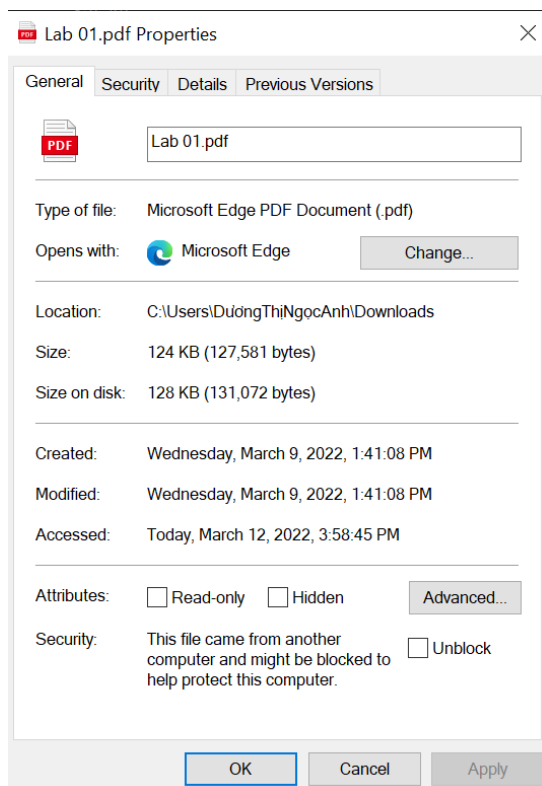 Lab 01.pdf Properties
General Security Details Previous Versions
PDF Lab 01.pdf
Type of file: Microsoft Edge PDF Document (.pdf)
Opens with: Microsoft Edge Change...
Location: C:\Users\DươngThịNgọcAnh\Downloads
Size: 124 KB (127,581 bytes)
Size on disk: 128 KB (131,072 bytes)
Created: Wednesday, March 9, 2022, 1:41:08 PM
Modified: Wednesday, March 9, 2022, 1:41:08 PM
Accessed: Today, March 12, 2022, 3:58:45 PM
Attributes: Read-only Hidden Advanced...
Security: This file came from another
computer and might be blocked to Unblock
help protect this computer.
OK Cancel Apply